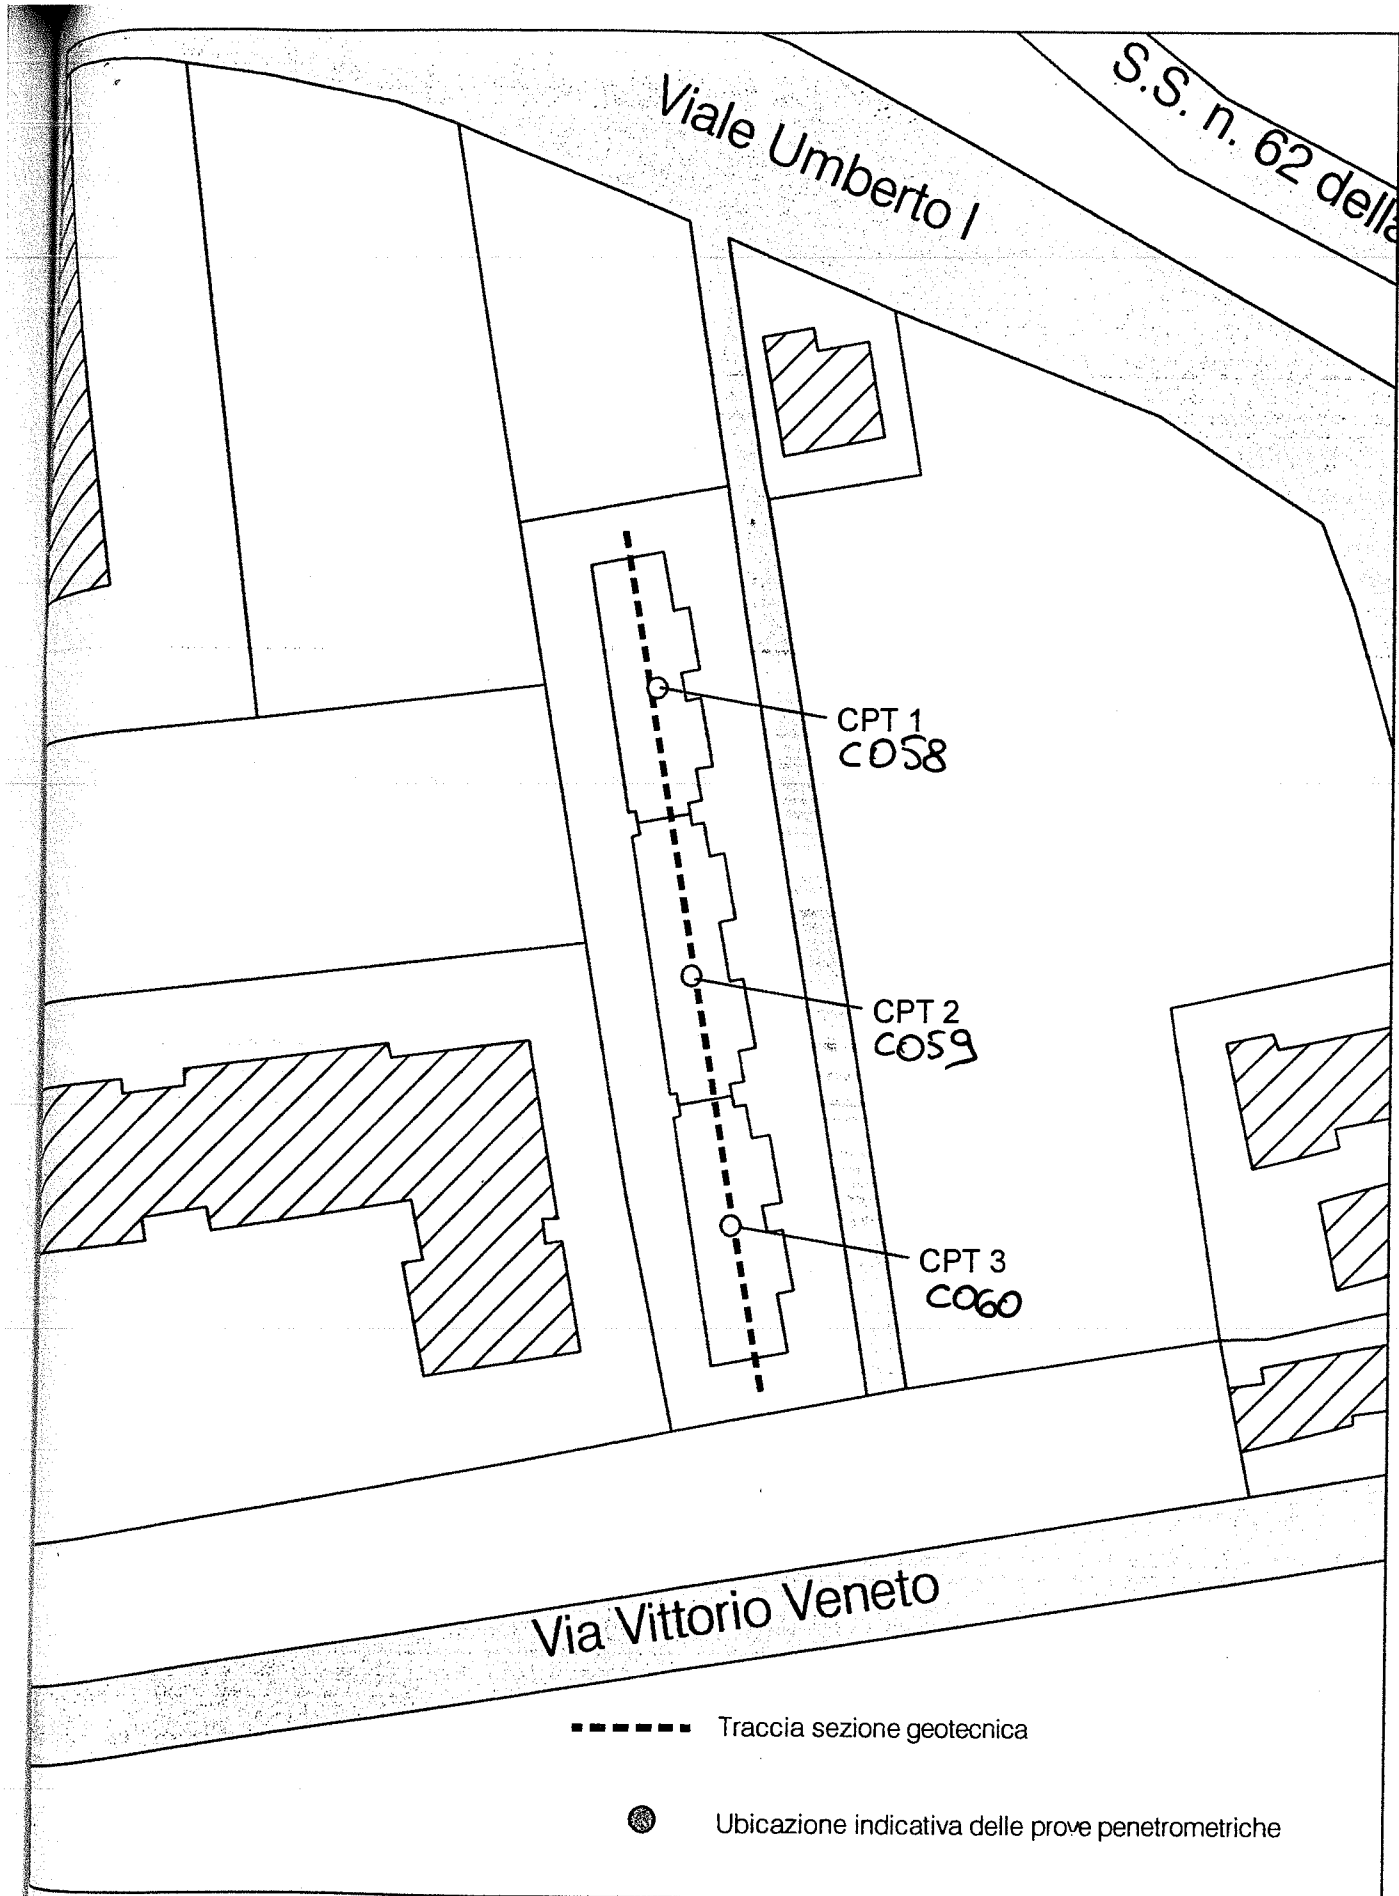 S.S. n. 62 della
Viale Umberto I
CPT 1
C058
CPT 2
C059
CPT 3
C060
Via Vittorio Veneto
Traccia sezione geotecnica
Ubicazione indicativa delle prove penetrometriche